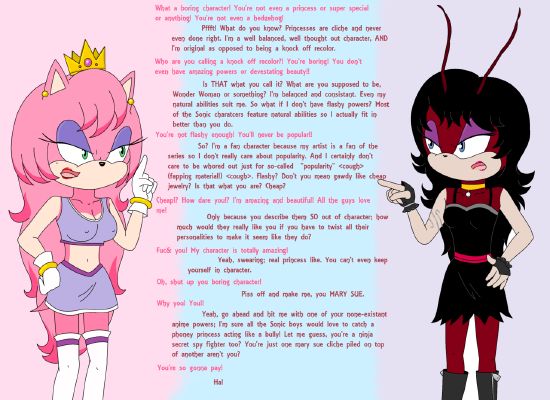 What a boring character! You're not even a princess or super special
or anything! You're not even a hedgehog!
Pffft! What do you know? Princesses are cliche and never
even done right. I'm a well balanced, well thought out character, AND
I'm original as opposed to being a knock off recolor.
Who are you calling a knock off recolor?! You're boring! You don't
even have amazing powers or devestating beauty!!
Is THAT what you call it? What are you supposed to be,
Wonder Woman or something? I'm balanced and consistant. Even my
natural abilities suit me. So what if I don't have flashy powers? Most
of the Sonic charatcers feature natural abilities so I actually fit in
better than you do.
You're not flashy enough! You'll never be popular!!
So? I'm a fan character because my artist is a fan of the
series so I don't really care about popularity. And I certainly don't
care to be whored out just for so-called "popularity" <cough>
(fapping material!) <cough>. Flashy? Don't you mean gawdy like cheap
jewelry? Is that what you are? Cheap?
Cheap!? How dare you!? I'm amazing and beautiful! All the guys love
me!
Only because you describe them SO out of character; how
much would they really like you if you have to twist all their
personalities to make it seem like they do?
Fuck you! My character is totally amazing!
Yeah, swearing; real princess like. You can't even keep
yourself in character.
Oh, shut up you boring character!
Piss off and make me, you MARY SUE.
Why you! You!!
Yeah, go ahead and hit me with one of your none-existant
anime powers; I'm sure all the Sonic boys would love to catch a
phoney princess acting like a bully! Let me guess, you're a ninja
secret spy fighter too? You're just one mary sue cliche piled on top
of another aren't you?
You're so gonna pay!
Ha!